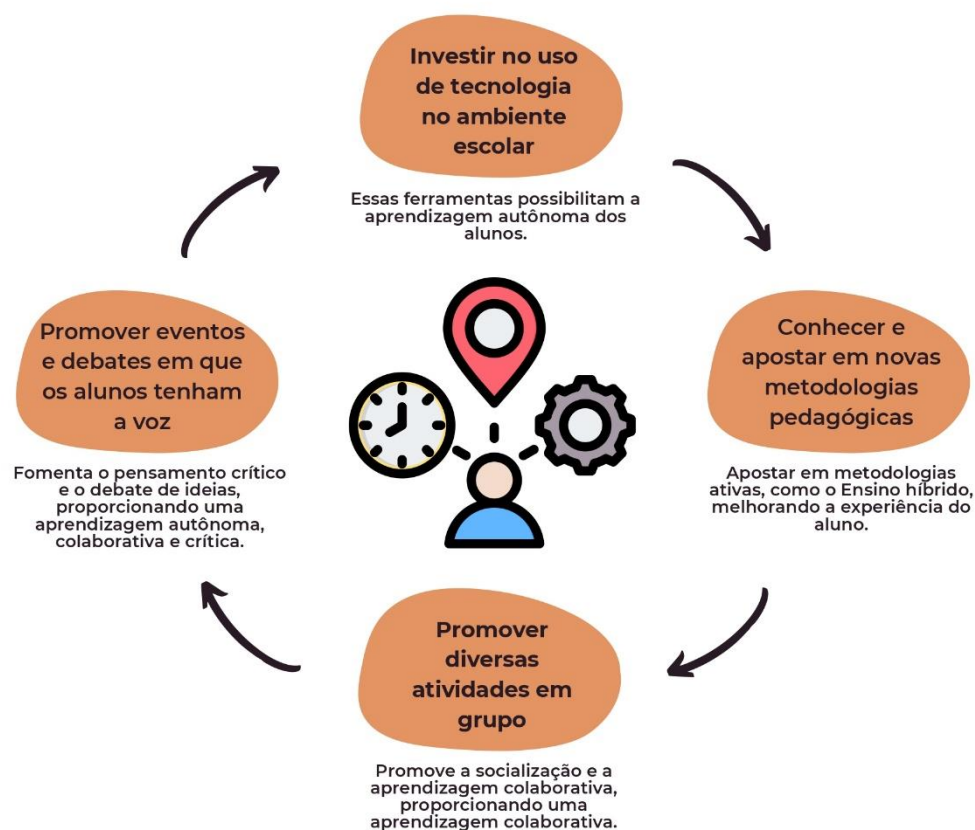 Investir no uso
de tecnologia
no ambiente
escolar
Essas ferramentas possibilitam a
aprendizagem autônoma dos
alunos.
Conhecer e
apostar em novas
metodologias
pedagógicas
Apostar em metodologias
ativas, como o Ensino híbrido,
melhorando a experiência do
aluno.
Promover
diversas
atividades em
grupo
Promove a socialização e a
aprendizagem colaborativa,
proporcionando uma
aprendizagem colaborativa.
Promover eventos
e debates em que
os alunos tenham
a voz
Fomenta o pensamento crítico
e o debate de ideias,
proporcionando uma
aprendizagem autônoma,
colaborativa e crítica.